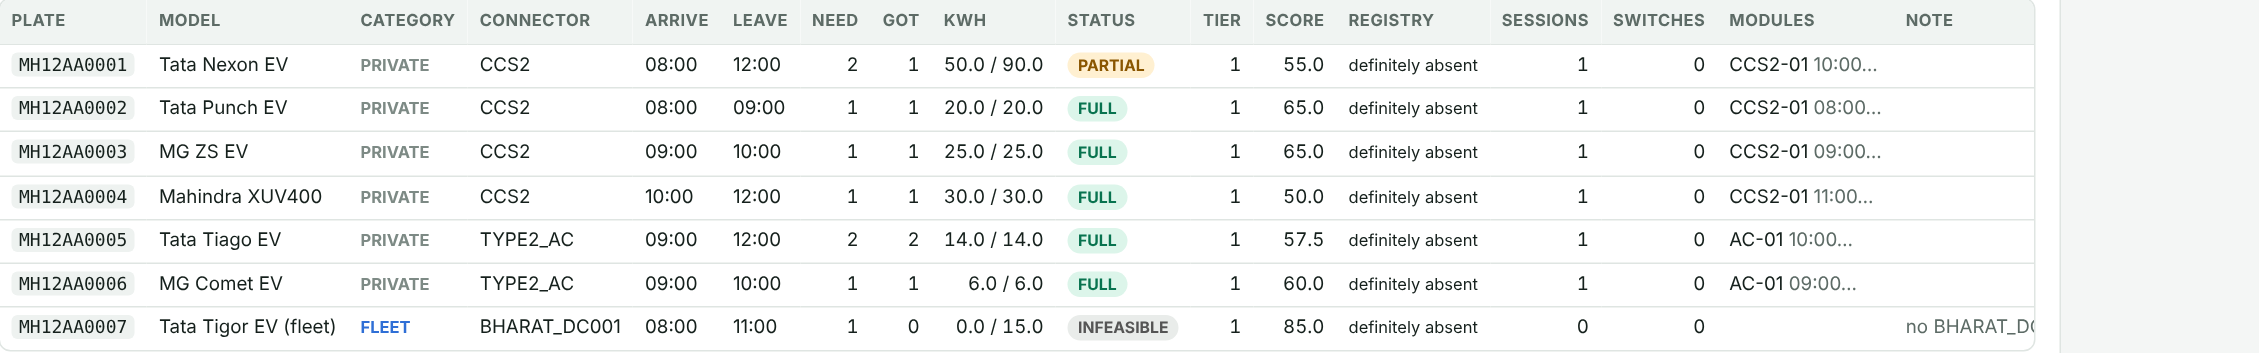 PLATE MODEL CATEGORY CONNECTOR ARRIVE LEAVE NEED GOT KWH STATUS TIER SCORE REGISTRY SESSIONS SWITCHES MODULES NOTE
MH12AA0001 Tata Nexon EV PRIVATE CCS2 08:00 12:00 2 1 50.0 / 90.0 PARTIAL 1 55.0 definitely absent 1 0 CCS2-01 10:00...
MH12AA0002 Tata Punch EV PRIVATE CCS2 08:00 09:00 1 1 20.0 / 20.0 FULL 1 65.0 definitely absent 1 0 CCS2-01 08:00...
MH12AA0003 MG ZS EV PRIVATE CCS2 09:00 10:00 1 1 25.0 / 25.0 FULL 1 65.0 definitely absent 1 0 CCS2-01 09:00...
MH12AA0004 Mahindra XUV400 PRIVATE CCS2 10:00 12:00 1 1 30.0 / 30.0 FULL 1 50.0 definitely absent 1 0 CCS2-01 11:00...
MH12AA0005 Tata Tiago EV PRIVATE TYPE2_AC 09:00 12:00 2 2 14.0 / 14.0 FULL 1 57.5 definitely absent 1 0 AC-01 10:00...
MH12AA0006 MG Comet EV PRIVATE TYPE2_AC 09:00 10:00 1 1 6.0 / 6.0 FULL 1 60.0 definitely absent 1 0 AC-01 09:00...
MH12AA0007 Tata Tigor EV (fleet) FLEET BHARAT_DC001 08:00 11:00 1 0 0.0 / 15.0 INFEASIBLE 1 85.0 definitely absent 0 0 no